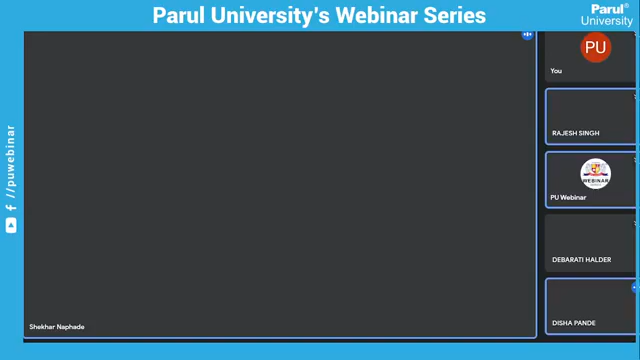 Parul University's Webinar Series
Parul®
University
PU
You
RAJESH SINGH
WEBINAR
PU Webinar
DEBARATI HALDER
DISHA PANDE
Shekhar Naphade
//puwebinar